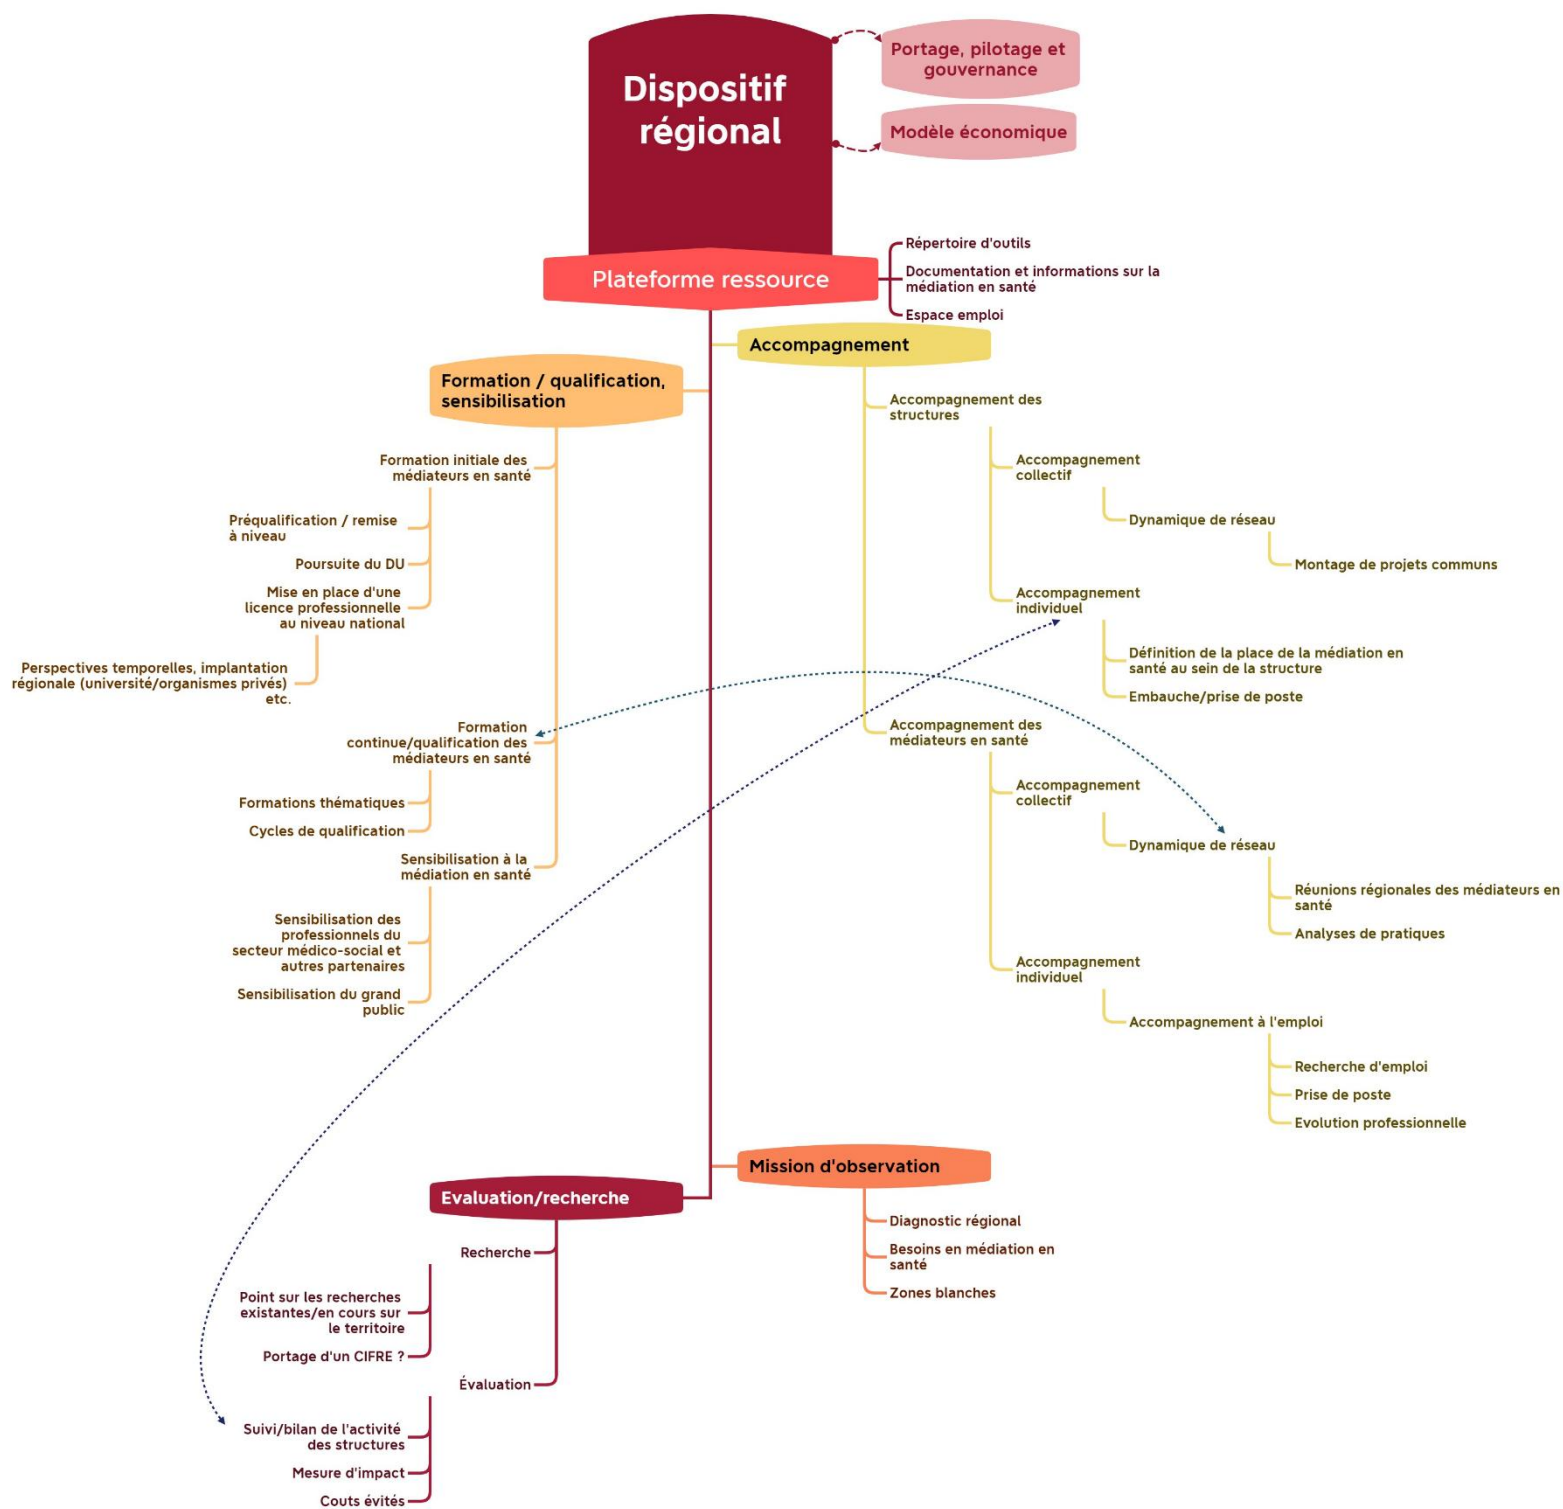 Dispositif
régional
Portage, pilotage et
gouvernance
Modèle économique
Plateforme ressource
Répertoire d'outils
Documentation et informations sur la
médiation en santé
Espace emploi
Accompagnement
Accompagnement des
structures
Accompagnement
collectif
Dynamique de réseau
Montage de projets communs
Accompagnement
individuel
Définition de la place de la médiation en
santé au sein de la structure
Embauche/prise de poste
Accompagnement des
médiateurs en santé
Accompagnement
collectif
Dynamique de réseau
Réunions régionales des médiateurs en
santé
Analyses de pratiques
Accompagnement
individuel
Accompagnement à l'emploi
Recherche d'emploi
Prise de poste
Evolution professionnelle
Formation / qualification,
sensibilisation
Formation initiale des
médiateurs en santé
Préqualification / remise
à niveau
Poursuite du DU
Mise en place d'une
licence professionnelle
au niveau national
Perspectives temporelles, implantation
régionale (université/organismes privés)
etc.
Formation
continue/qualification des
médiateurs en santé
Formations thématiques
Cycles de qualification
Sensibilisation à la
médiation en santé
Sensibilisation des
professionnels du
secteur médico-social et
autres partenaires
Sensibilisation du grand
public
Mission d'observation
Diagnostic régional
Besoins en médiation en
santé
Zones blanches
Evaluation/recherche
Recherche
Point sur les recherches
existantes/en cours sur
le territoire
Portage d'un CIFRE ?
Évaluation
Suivi/bilan de l'activité
des structures
Mesure d'impact
Couts évités